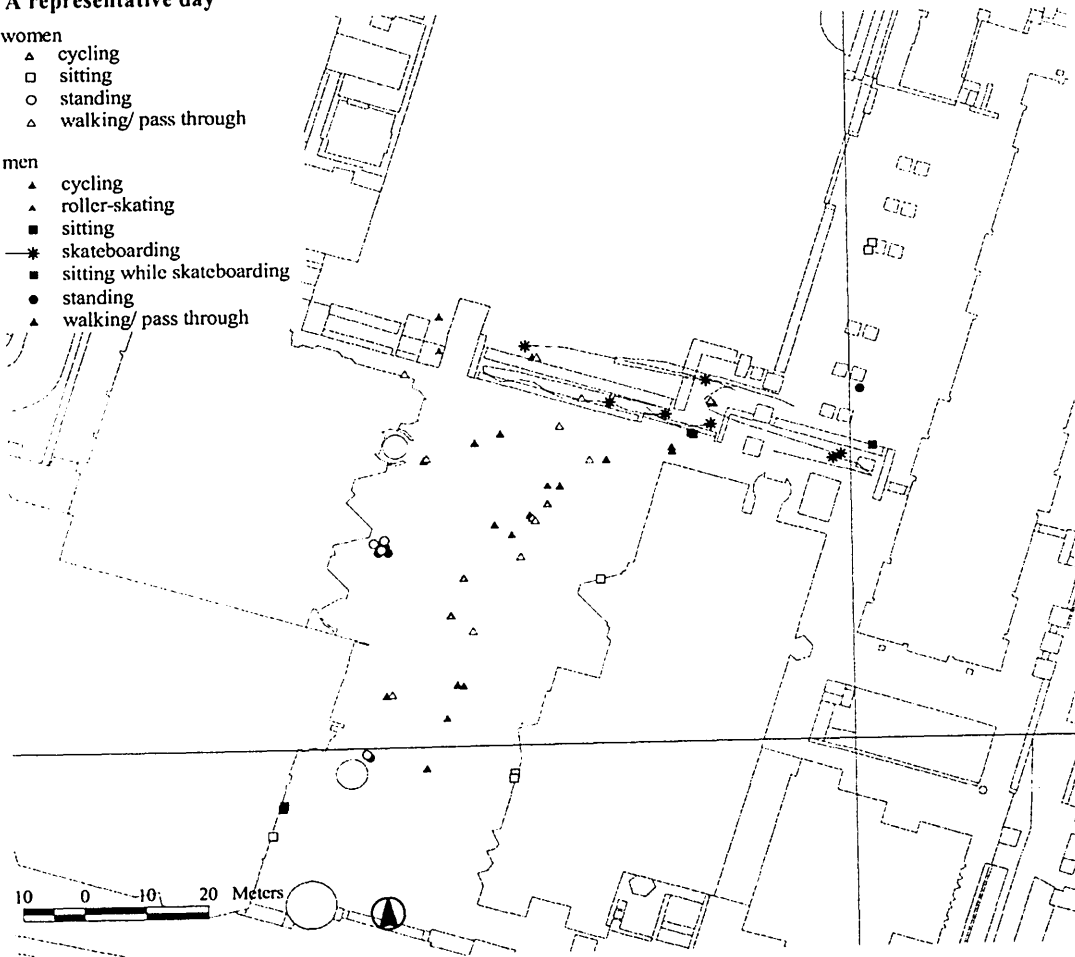 A representative day
women
cycling
sitting
standing
walking/ pass through
men
cycling
roller-skating
sitting
skateboarding
sitting while skateboarding
standing
walking/ pass through
10 0 10 20 Meters